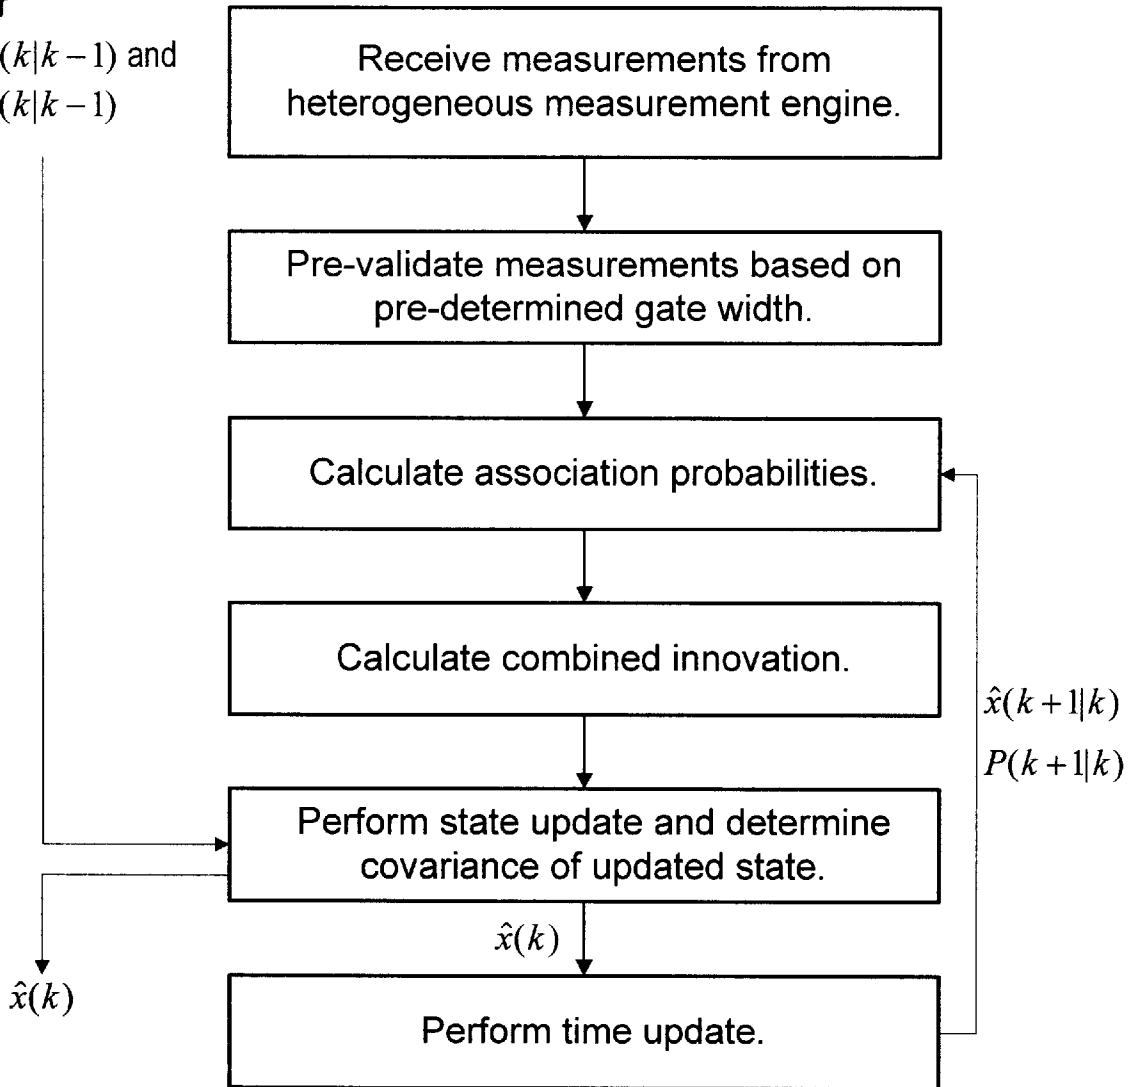 (k|k − 1) and
(k|k − 1)
Receive measurements from
heterogeneous measurement engine.
Pre-validate measurements based on
pre-determined gate width.
Calculate association probabilities.
Calculate combined innovation.
x̂(k + 1|k)
P(k + 1|k)
Perform state update and determine
covariance of updated state.
x̂(k)
x̂(k)
Perform time update.